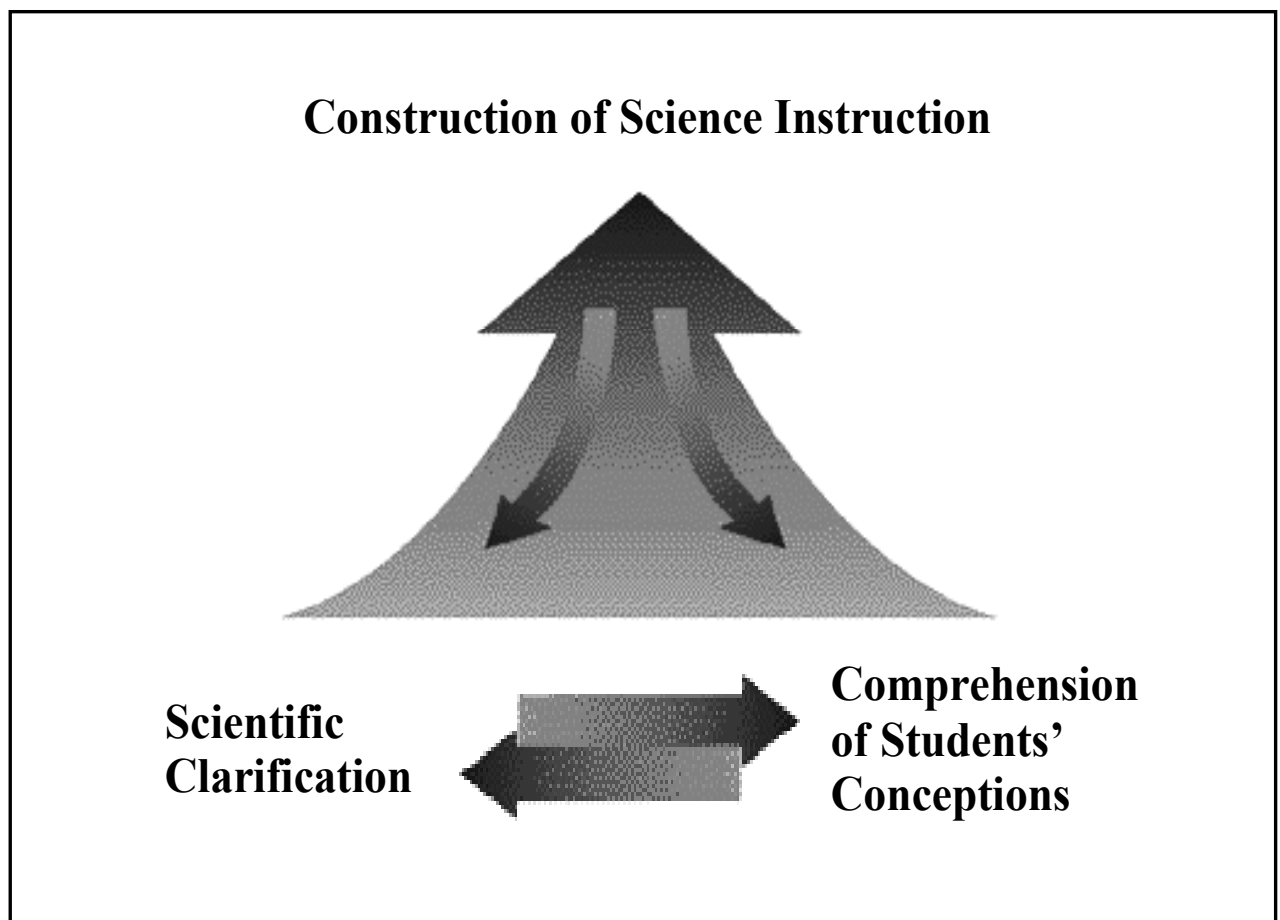 Construction of Science Instruction
Scientific
Clarification
Comprehension
of Students’
Conceptions